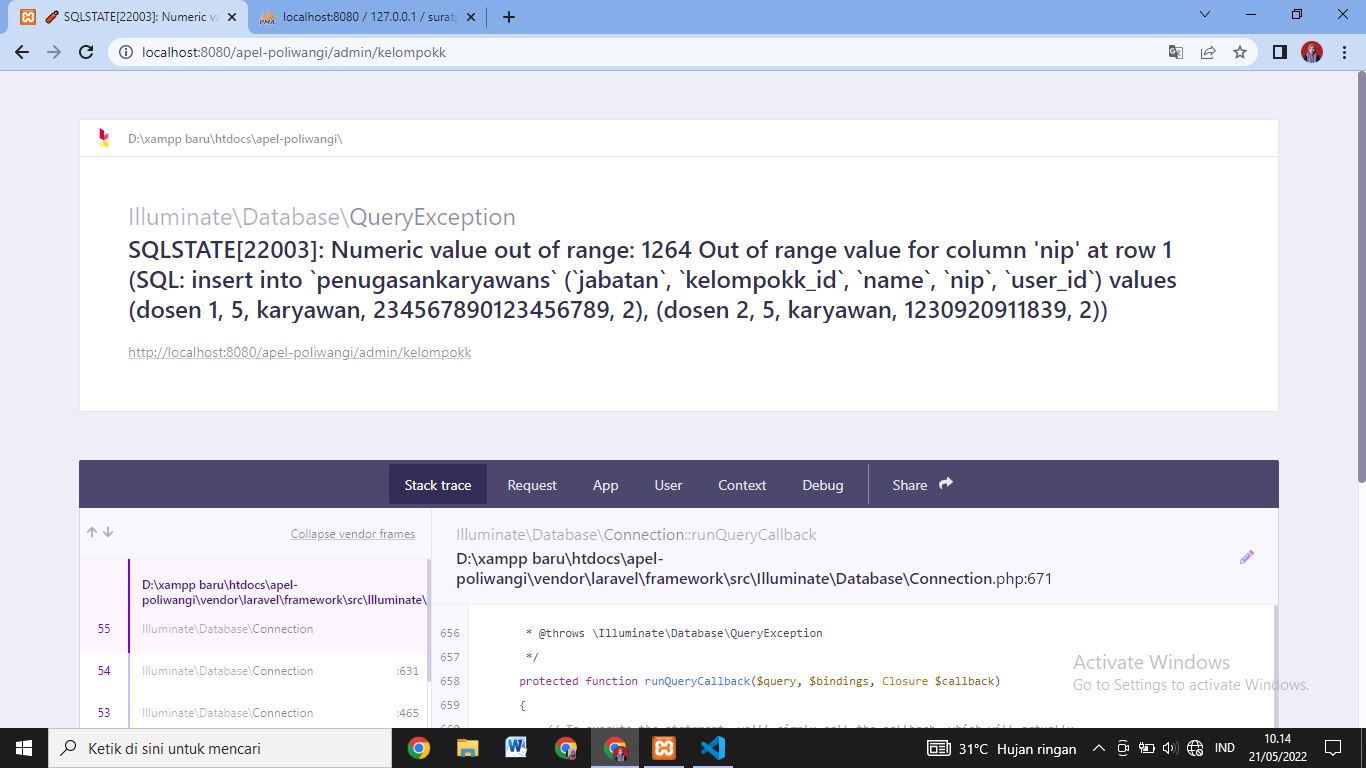 SQLSTATE[22003]: Numeric va
localhost:8080 / 127.0.0.1 / surat
localhost:8080/apel-poliwangi/admin/kelompokk
D:\xampp baru\htdocs\apel-poliwangi\
Illuminate\Database\QueryException
SQLSTATE[22003]: Numeric value out of range: 1264 Out of range value for column 'nip' at row 1
(SQL: insert into `penugasankaryawans` (`jabatan`, `kelompokk_id`, `name`, `nip`, `user_id`) values
(dosen 1, 5, karyawan, 234567890123456789, 2), (dosen 2, 5, karyawan, 1230920911839, 2))
http://localhost:8080/apel-poliwangi/admin/kelompokk
Stack trace Request App User Context Debug Share
Collapse vendor frames
D:\xampp baru\htdocs\apel-
poliwangi\vendor\laravel\framework\src\Illuminate\
55 Illuminate\Database\Connection
54 Illuminate\Database\Connection :631
53 Illuminate\Database\Connection :465
Illuminate\Database\Connection::runQueryCallback
D:\xampp baru\htdocs\apel-
poliwangi\vendor\laravel\framework\src\Illuminate\Database\Connection.php:671
656 * @throws \Illuminate\Database\QueryException
657 */
658 protected function runQueryCallback($query, $bindings, Closure $callback)
659 {
Activate Windows
Go to Settings to activate Windows.
Ketik di sini untuk mencari
31°C Hujan ringan
IND
10.14
21/05/2022